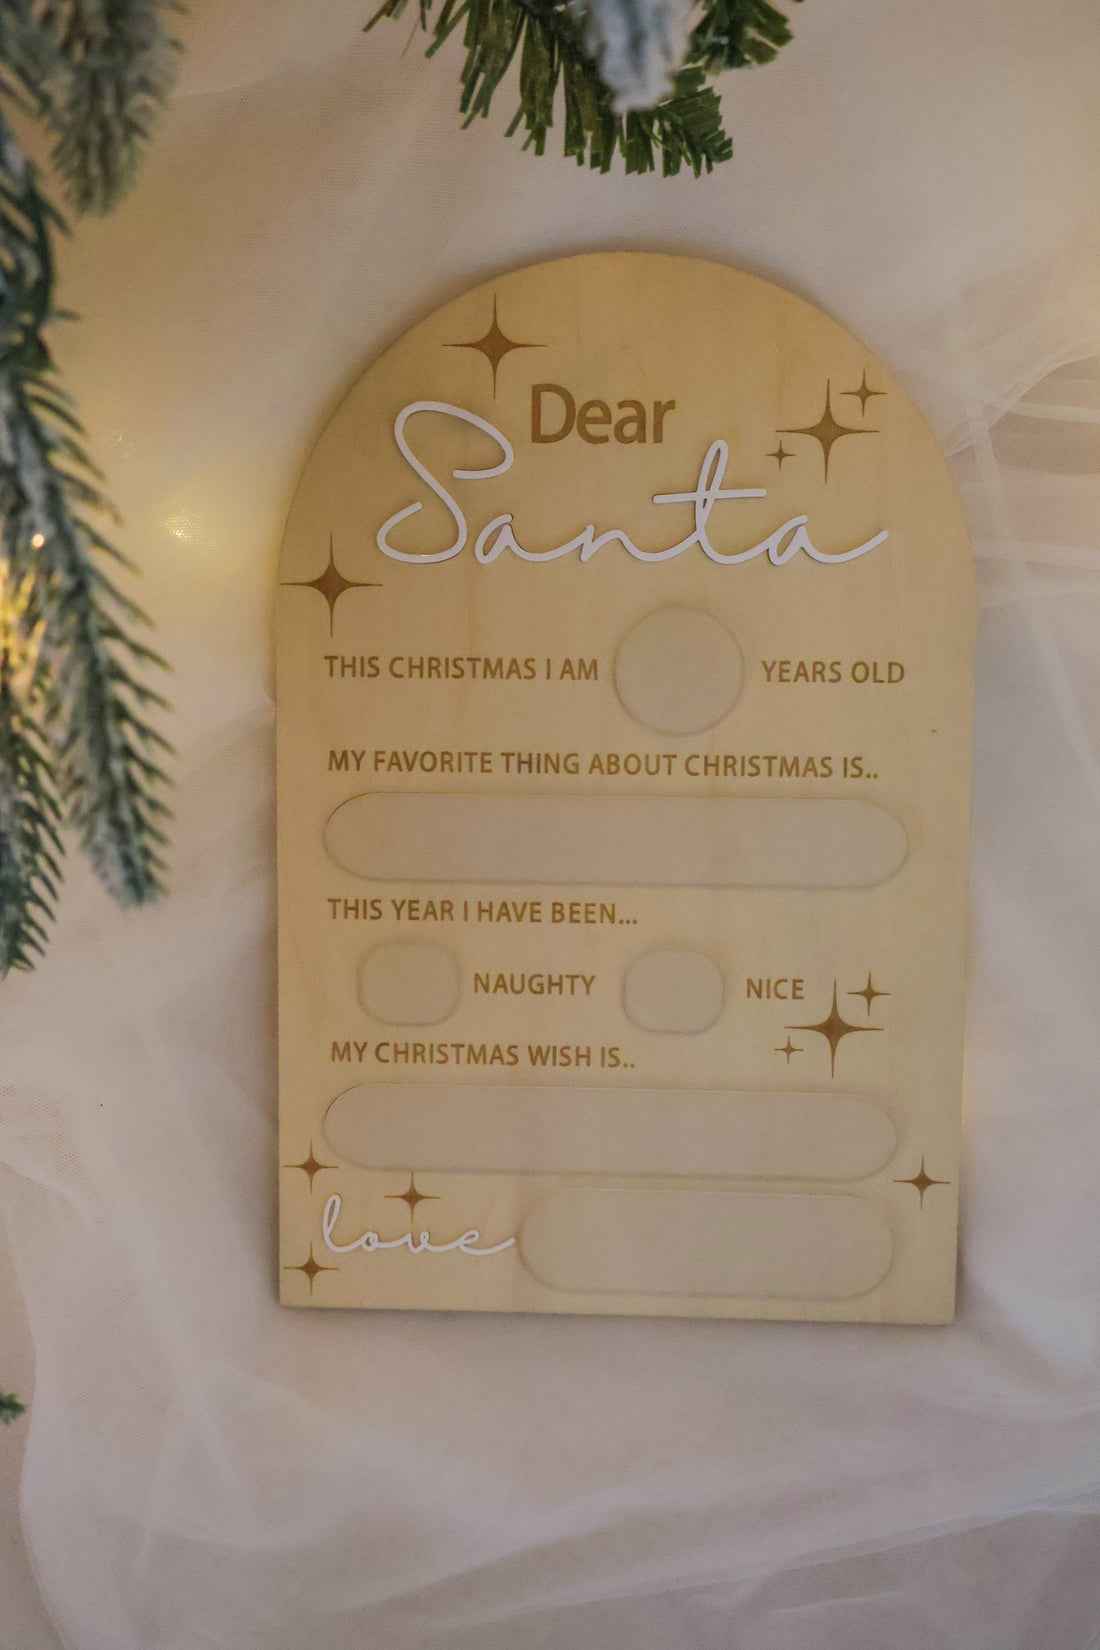 Dear
Santa
THIS CHRISTMAS I AM YEARS OLD
MY FAVORITE THING ABOUT CHRISTMAS IS..
THIS YEAR I HAVE BEEN...
NAUGHTY NICE
MY CHRISTMAS WISH IS..
love